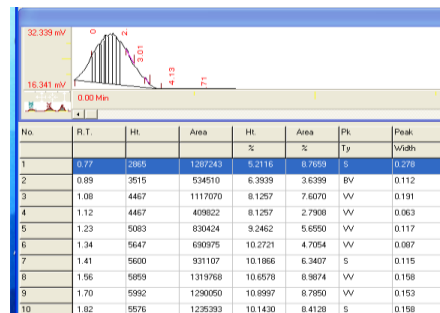 32.339 mV
0
2
3.01
4.13
.71
16.341 mV
0.00 Min
No. R.T. Ht. Area Ht. Area Pk. Peak
% % Ty Width
1 0.77 2865 1287243 5.2116 8.7659 S 0.278
2 0.89 3515 534510 6.3939 3.6399 BV 0.112
3 1.08 4467 1117070 8.1257 7.6070 VV 0.191
4 1.12 4467 409822 8.1257 2.7908 VV 0.063
5 1.23 5083 830424 9.2462 5.6550 VV 0.117
6 1.34 5647 690975 10.2721 4.7054 VV 0.087
7 1.41 5600 931107 10.1866 6.3407 S 0.115
8 1.56 5859 1319768 10.6578 8.9874 VV 0.158
9 1.70 5992 1290050 10.8997 8.7850 VV 0.153
10 1.82 5576 1235393 10.1430 8.4128 S 0.158